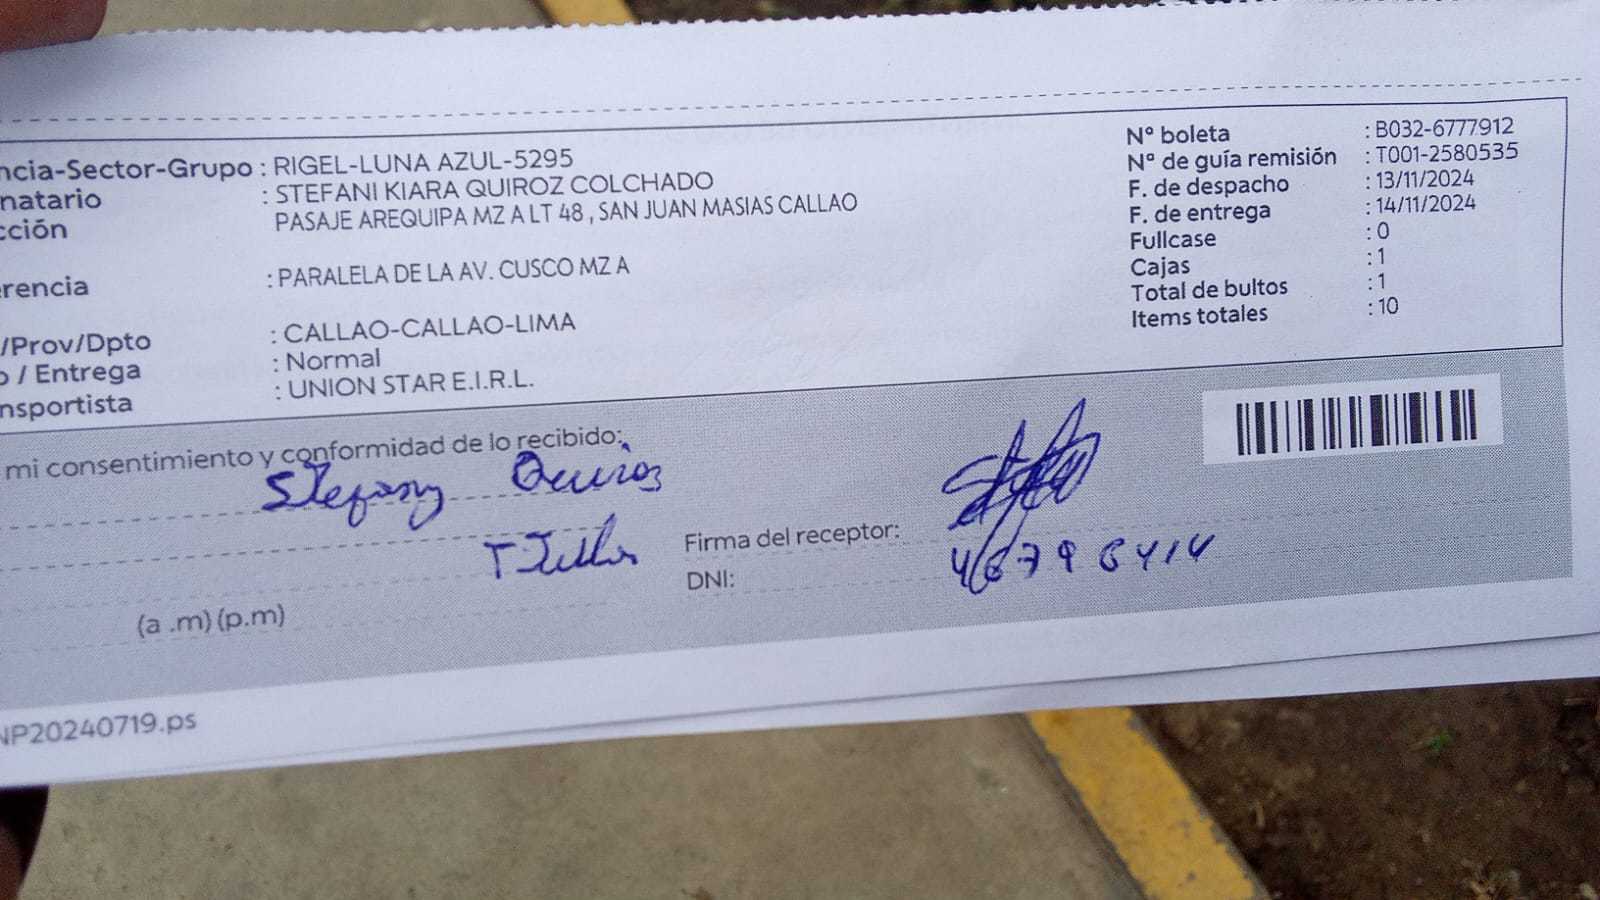 ncia-Sector-Grupo : RIGEL-LUNA AZUL-5295
natario : STEFANI KIARA QUIROZ COLCHADO
cción PASAJE AREQUIPA MZ A LT 48 , SAN JUAN MASIAS CALLAO
erencia : PARALELA DE LA AV. CUSCO MZ A
/Prov/Dpto : CALLAO-CALLAO-LIMA
o / Entrega : Normal
nsportista : UNION STAR E.I.R.L.
N° boleta : B032-6777912
N° de guía remisión : T001-2580535
F. de despacho : 13/11/2024
F. de entrega : 14/11/2024
Fullcase : 0
Cajas : 1
Total de bultos : 1
Items totales : 10
mi consentimiento y conformidad de lo recibido:
Stefany Quiroz
Firma del receptor:
DNI: 46796414
(a .m) (p.m)
NP20240719.ps